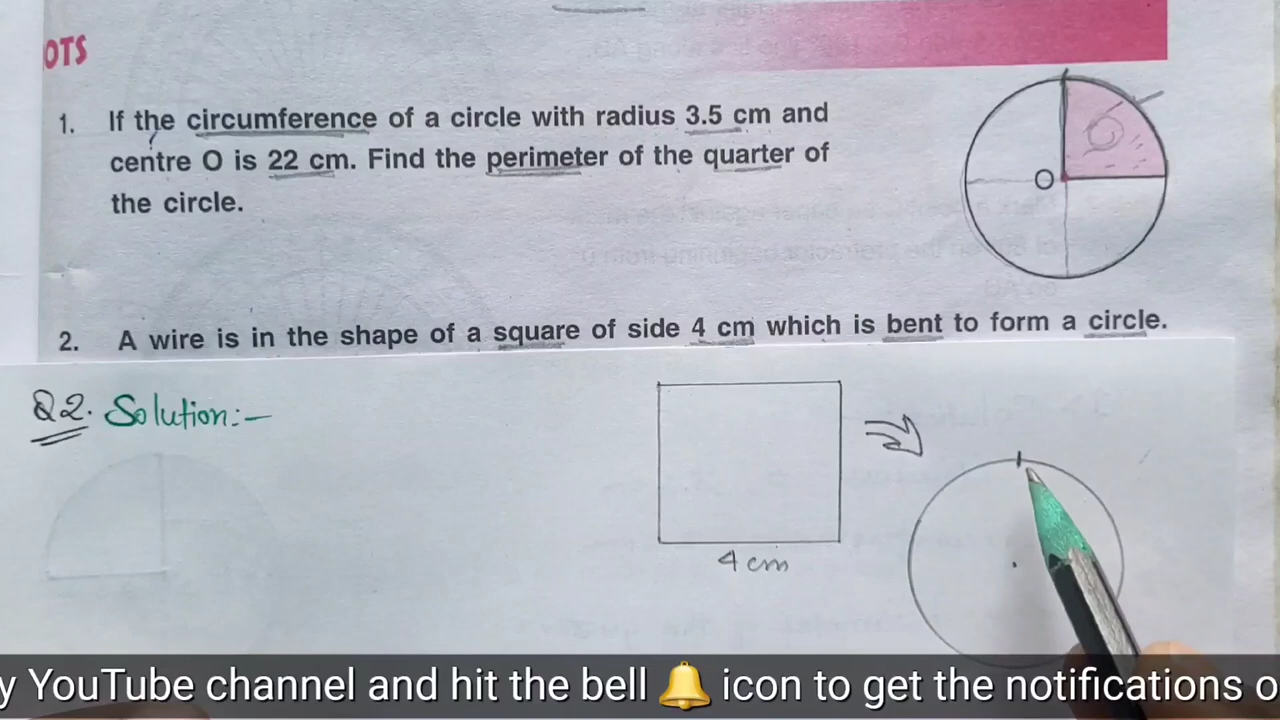 OTS
1. If the circumference of a circle with radius 3.5 cm and
centre O is 22 cm. Find the perimeter of the quarter of
the circle.
O
2. A wire is in the shape of a square of side 4 cm which is bent to form a circle.
Q2. Solution:-
4 cm
y YouTube channel and hit the bell 🔔 icon to get the notifications o